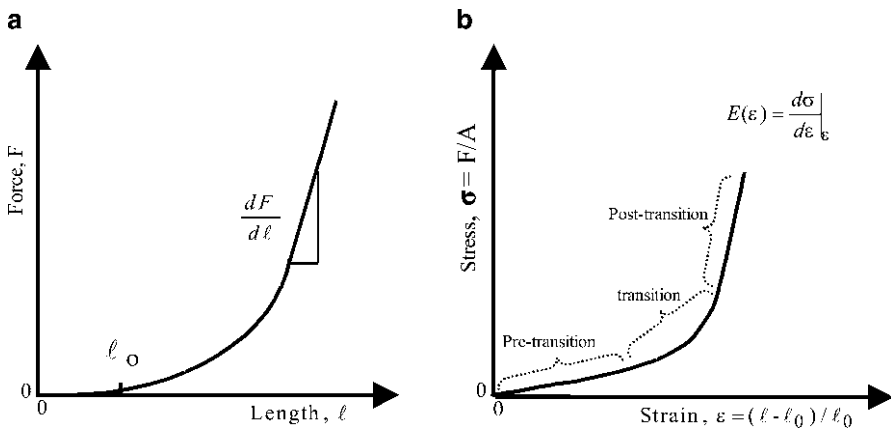 a
Force, F
dF
dℓ
ℓ o
0
0
Length, ℓ
b
Stress, σ = F/A
E(ε) = dσ/dε|ε
Post-transition
transition
Pre-transition
0
0
Strain, ε = (ℓ - ℓ0) / ℓ0